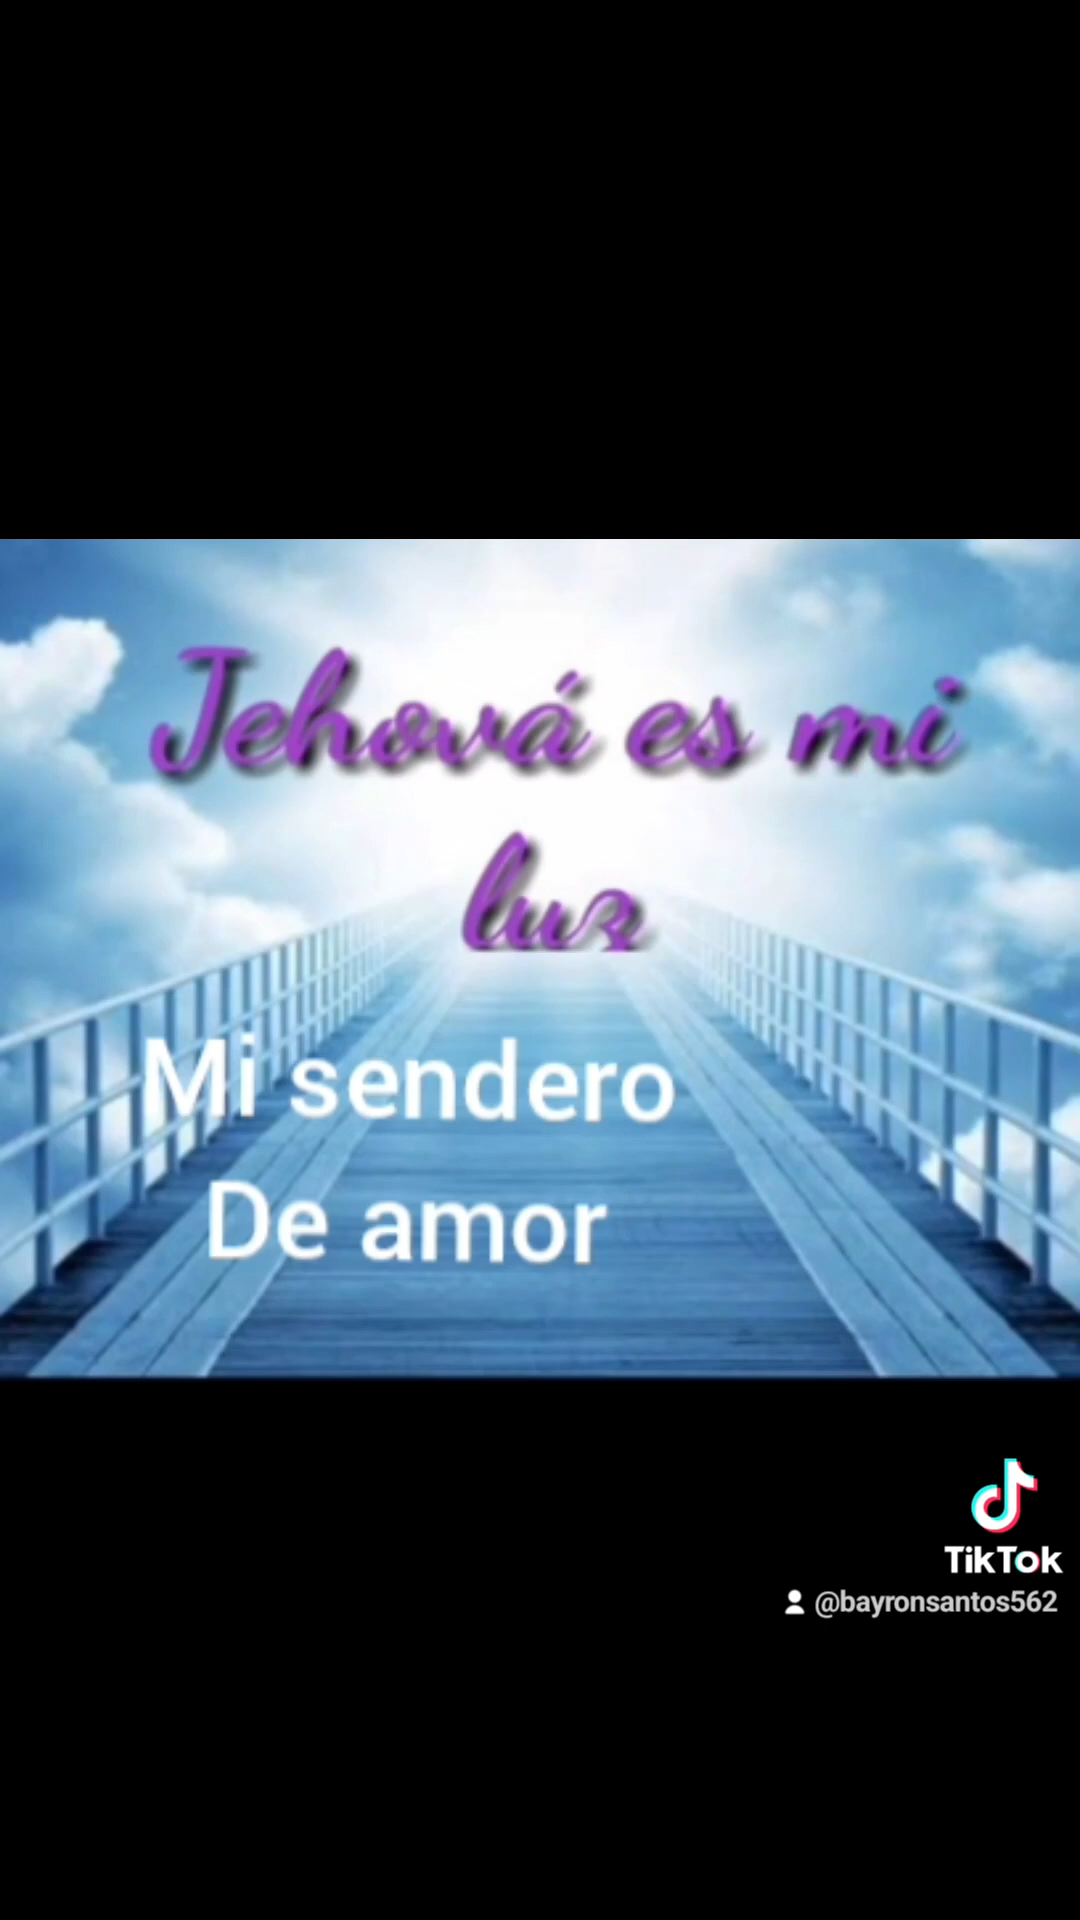 Jehová es mi
luz
Mi sendero
De amor
TikTok
@bayronsantos562